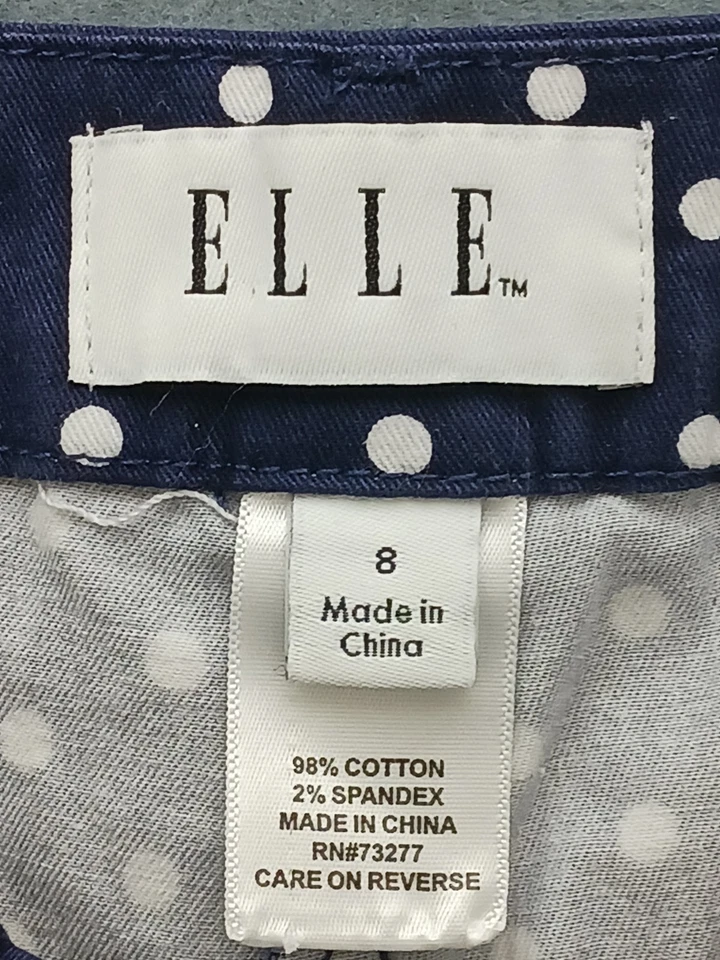 ELLE™
8
Made in
China
98% COTTON
2% SPANDEX
MADE IN CHINA
RN#73277
CARE ON REVERSE